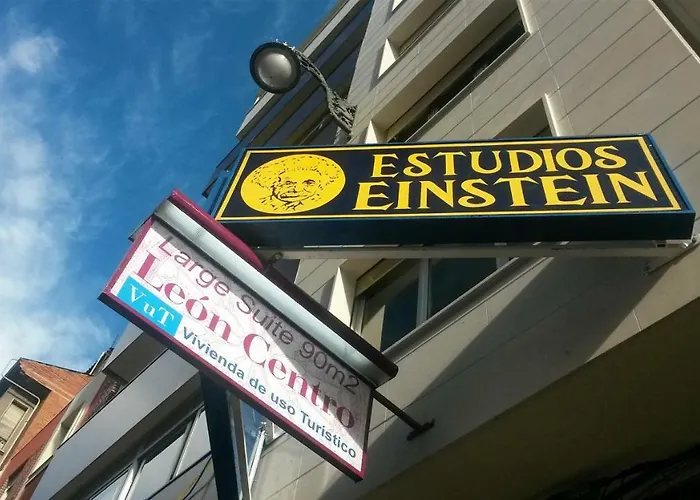 ESTUDIOS
EINSTEIN
Large Suite 90m2
León Centro
VuT Vivienda de uso Turístico